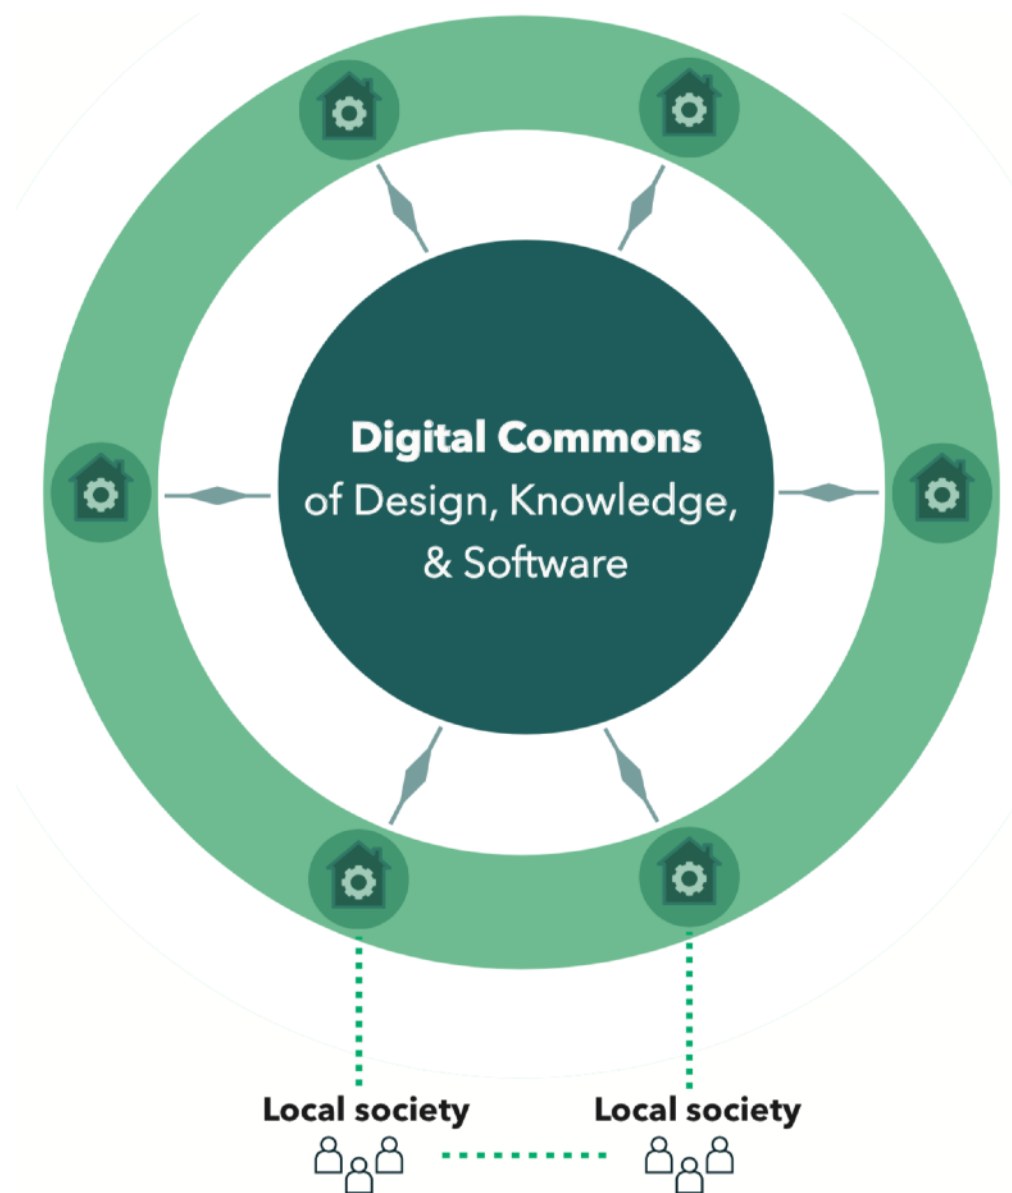 Digital Commons
of Design, Knowledge,
& Software
Local society
Local society